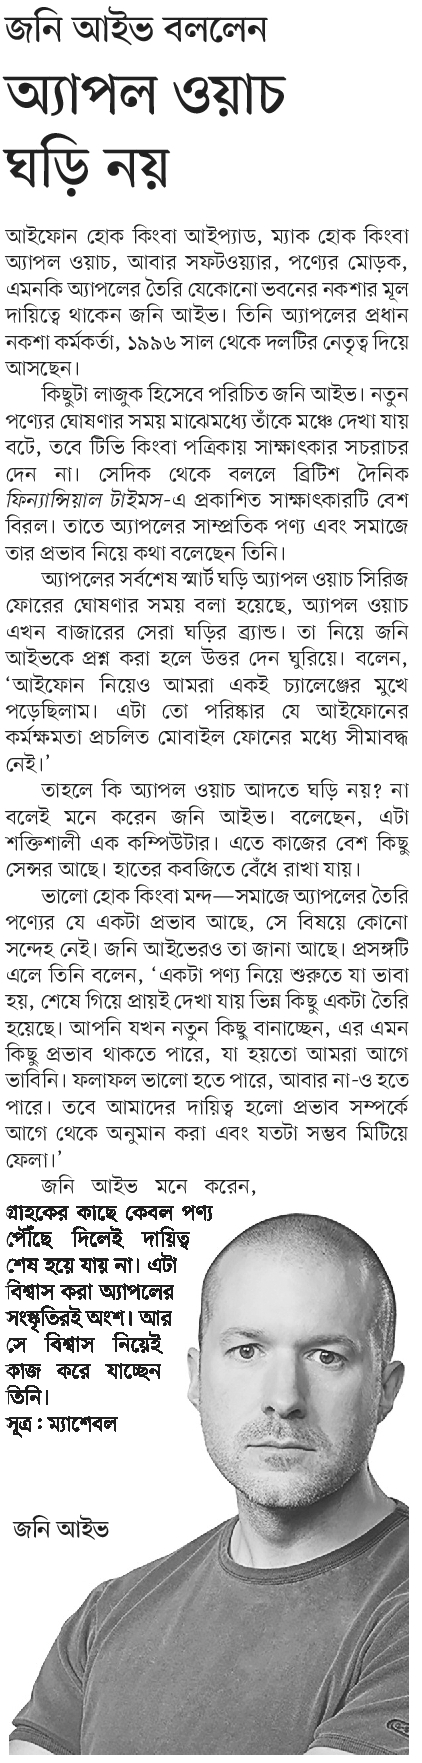 জনি আইভ বললেন
অ্যাপল ওয়াচ
ঘড়ি নয়
আইফোন হোক কিংবা আইপ্যাড, ম্যাক হোক কিংবা
অ্যাপল ওয়াচ, আবার সফটওয়্যার, পণ্যের মোড়ক,
এমনকি অ্যাপলের তৈরি যেকোনো ভবনের নকশার মূল
দায়িত্বে থাকেন জনি আইভ। তিনি অ্যাপলের প্রধান
নকশা কর্মকর্তা, ১৯৯৬ সাল থেকে দলটির নেতৃত্ব দিয়ে
আসছেন।
কিছুটা লাজুক হিসেবে পরিচিত জনি আইভ। নতুন
পণ্যের ঘোষণার সময় মাঝেমধ্যে তাঁকে মঞ্চে দেখা যায়
বটে, তবে টিভি কিংবা পত্রিকায় সাক্ষাৎকার সচরাচর
দেন না। সেদিক থেকে বললে ব্রিটিশ দৈনিক
ফিন্যান্সিয়াল টাইমস-এ প্রকাশিত সাক্ষাৎকারটি বেশ
বিরল। তাতে অ্যাপলের সাম্প্রতিক পণ্য এবং সমাজে
তার প্রভাব নিয়ে কথা বলেছেন তিনি।
অ্যাপলের সর্বশেষ স্মার্ট ঘড়ি অ্যাপল ওয়াচ সিরিজ
ফোরের ঘোষণার সময় বলা হয়েছে, অ্যাপল ওয়াচ
এখন বাজারের সেরা ঘড়ির ব্র্যান্ড। তা নিয়ে জনি
আইভকে প্রশ্ন করা হলে উত্তর দেন ঘুরিয়ে। বলেন,
‘আইফোন নিয়েও আমরা একই চ্যালেঞ্জের মুখে
পড়েছিলাম। এটা তো পরিষ্কার যে আইফোনের
কর্মক্ষমতা প্রচলিত মোবাইল ফোনের মধ্যে সীমাবদ্ধ
নেই।’
তাহলে কি অ্যাপল ওয়াচ আদতে ঘড়ি নয়? না
বলেই মনে করেন জনি আইভ। বলেছেন, এটা
শক্তিশালী এক কম্পিউটার। এতে কাজের বেশ কিছু
সেন্সর আছে। হাতের কবজিতে বেঁধে রাখা যায়।
ভালো হোক কিংবা মন্দ—সমাজে অ্যাপলের তৈরি
পণ্যের যে একটা প্রভাব আছে, সে বিষয়ে কোনো
সন্দেহ নেই। জনি আইভেরও তা জানা আছে। প্রসঙ্গটি
এলে তিনি বলেন, ‘একটা পণ্য নিয়ে শুরুতে যা ভাবা
হয়, শেষে গিয়ে প্রায়ই দেখা যায় ভিন্ন কিছু একটা তৈরি
হয়েছে। আপনি যখন নতুন কিছু বানাচ্ছেন, এর এমন
কিছু প্রভাব থাকতে পারে, যা হয়তো আমরা আগে
ভাবিনি। ফলাফল ভালো হতে পারে, আবার না-ও হতে
পারে। তবে আমাদের দায়িত্ব হলো প্রভাব সম্পর্কে
আগে থেকে অনুমান করা এবং যতটা সম্ভব মিটিয়ে
ফেলা।’
জনি আইভ মনে করেন,
গ্রাহকের কাছে কেবল পণ্য
পৌঁছে দিলেই দায়িত্ব
শেষ হয়ে যায় না। এটা
বিশ্বাস করা অ্যাপলের
সংস্কৃতিরই অংশ। আর
সে বিশ্বাস নিয়েই
কাজ করে যাচ্ছেন
তিনি।
সূত্র : ম্যাশেবল
জনি আইভ